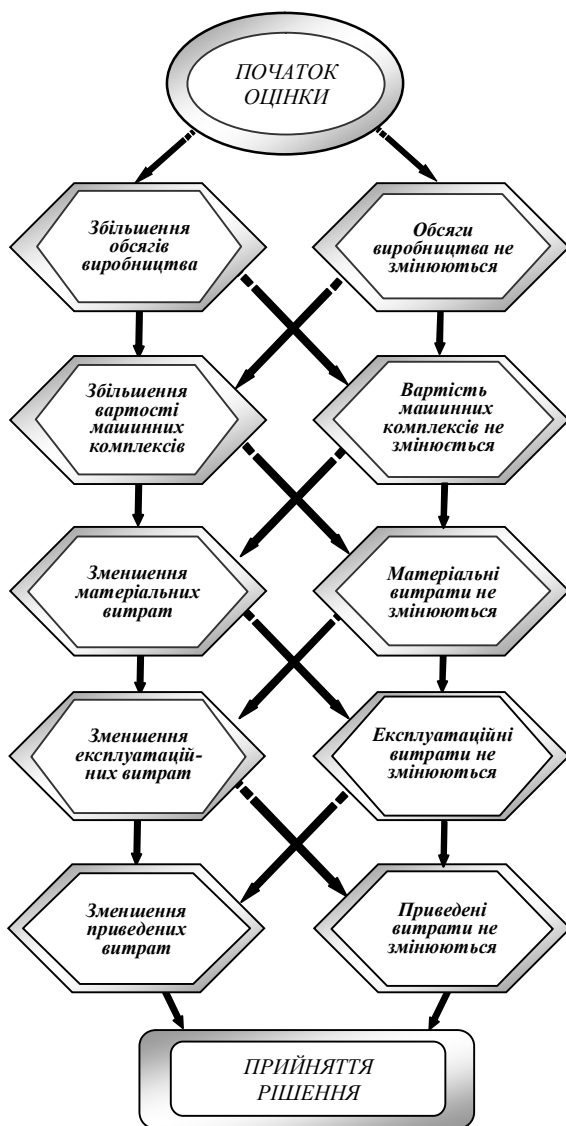 ПОЧАТОК
ОЦІНКИ
Збільшення
обсягів
виробництва
Обсяги
виробництва не
змінюються
Збільшення
вартості
машинних
комплексів
Вартість
машинних
комплексів не
змінюється
Зменшення
матеріальних
витрат
Матеріальні
витрати не
змінюються
Зменшення
експлуатацій-
них витрат
Експлуатаційні
витрати не
змінюються
Зменшення
приведених
витрат
Приведені
витрати не
змінюються
ПРИЙНЯТТЯ
РІШЕННЯ